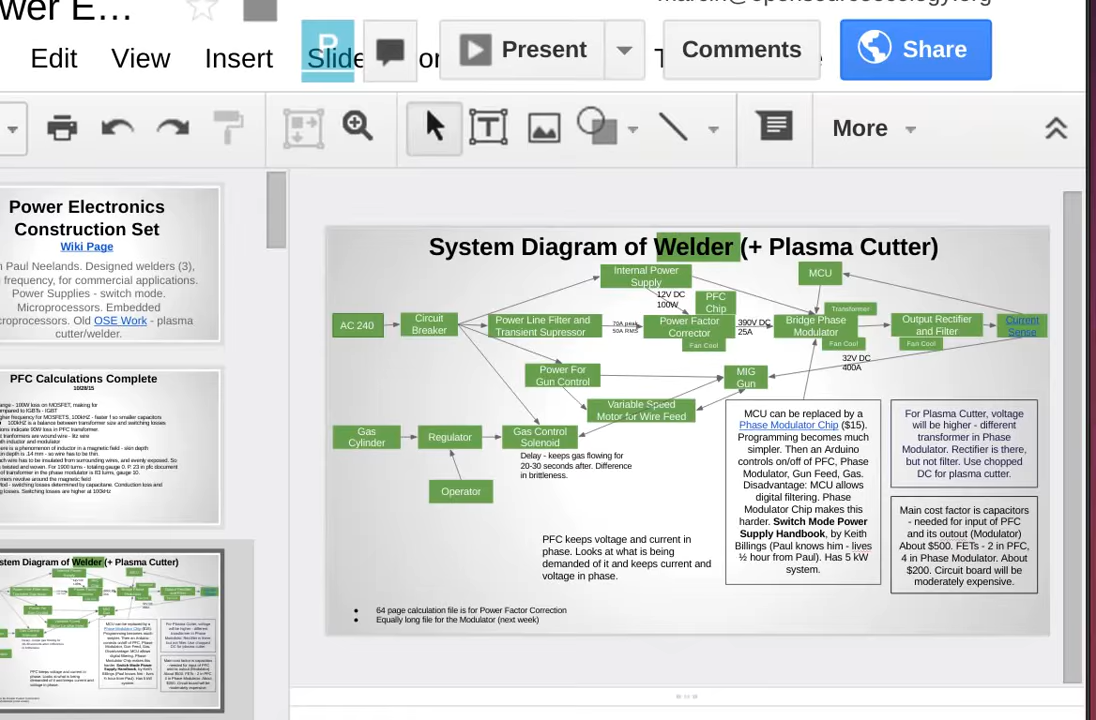 wer E...
marcin@opensourceecology.org
Edit View Insert Slide
P
Present
Comments
Share
More
Power Electronics
Construction Set
Wiki Page
n Paul Neelands. Designed welders (3),
frequency, for commercial applications.
Power Supplies - switch mode.
Microprocessors. Embedded
croprocessors. Old OSE Work - plasma
cutter/welder.
PFC Calculations Complete
10/28/15
System Diagram of Welder (+ Plasma Cutter)
Internal Power
Supply
MCU
12V DC
100W
PFC
Chip
Transformer
AC 240
Circuit
Breaker
Power Line Filter and
Transient Supressor
70A peak
50A RMS
Power Factor
Corrector
390V DC
25A
Bridge Phase
Modulator
Output Rectifier
and Filter
Current
Sense
Fan Cool
Fan Cool
Fan Cool
32V DC
400A
Power For
Gun Control
MIG
Gun
Variable Speed
Motor for Wire Feed
Gas
Cylinder
Regulator
Gas Control
Solenoid
Delay - keeps gas flowing for
20-30 seconds after. Difference
in brittleness.
Operator
MCU can be replaced by a
Phase Modulator Chip ($15).
Programming becomes much
simpler. Then an Arduino
controls on/off of PFC, Phase
Modulator, Gun Feed, Gas.
Disadvantage: MCU allows
digital filtering. Phase
Modulator Chip makes this
harder. Switch Mode Power
Supply Handbook, by Keith
Billings (Paul knows him - lives
½ hour from Paul). Has 5 kW
system.
For Plasma Cutter, voltage
will be higher - different
transformer in Phase
Modulator. Rectifier is there,
but not filter. Use chopped
DC for plasma cutter.
Main cost factor is capacitors
- needed for input of PFC
and its output (Modulator)
About $500. FETs - 2 in PFC,
4 in Phase Modulator. About
$200. Circuit board will be
moderately expensive.
PFC keeps voltage and current in
phase. Looks at what is being
demanded of it and keeps current and
voltage in phase.
● 64 page calculation file is for Power Factor Correction
● Equally long file for the Modulator (next week)